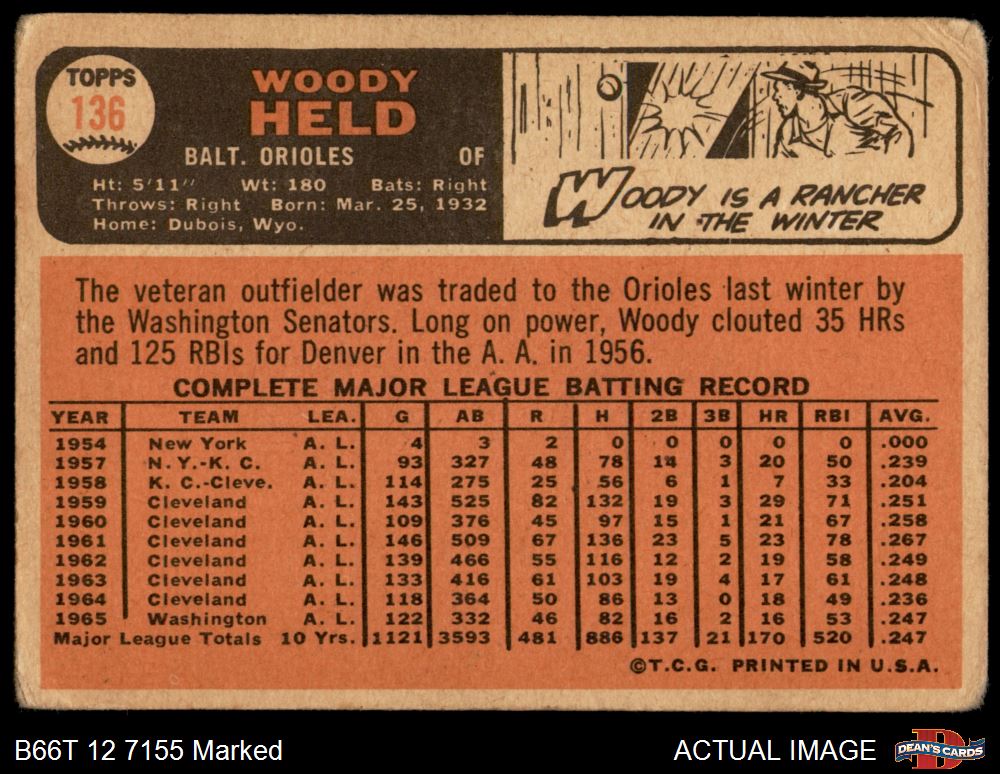 TOPPS
136
WOODY
HELD
BALT. ORIOLES OF
Ht: 5'11" Wt: 180 Bats: Right
Throws: Right Born: Mar. 25, 1932
Home: Dubois, Wyo.
WOODY IS A RANCHER
IN THE WINTER
The veteran outfielder was traded to the Orioles last winter by
the Washington Senators. Long on power, Woody clouted 35 HRs
and 125 RBIs for Denver in the A. A. in 1956.
COMPLETE MAJOR LEAGUE BATTING RECORD
YEAR TEAM LEA. G AB R H 2B 3B HR RBI AVG.
1954 New York A. L. 4 3 2 0 0 0 0 0 .000
1957 N. Y.-K. C. A. L. 93 327 48 78 14 3 20 50 .239
1958 K. C.-Cleve. A. L. 114 275 25 56 6 1 7 33 .204
1959 Cleveland A. L. 143 525 82 132 19 3 29 71 .251
1960 Cleveland A. L. 109 376 45 97 15 1 21 67 .258
1961 Cleveland A. L. 146 509 67 136 23 5 23 78 .267
1962 Cleveland A. L. 139 466 55 116 12 2 19 58 .249
1963 Cleveland A. L. 133 416 61 103 19 4 17 61 .248
1964 Cleveland A. L. 118 364 50 86 13 0 18 49 .236
1965 Washington A. L. 122 332 46 82 16 2 16 53 .247
Major League Totals 10 Yrs. 1121 3593 481 886 137 21 170 520 .247
©T.C.G. PRINTED IN U.S.A.
B66T 12 7155 Marked
ACTUAL IMAGE
DEAN'S CARDS